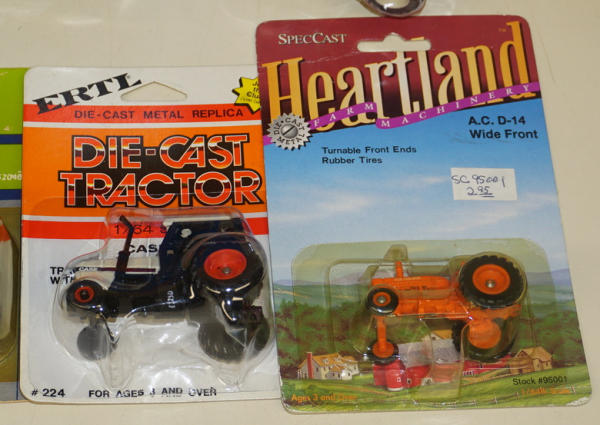 ERTL
DIE-CAST METAL REPLICA
DIE-CAST
TRACTOR
1/64
CASE
# 224 FOR AGES 3 AND OVER
SPECCAST
Heartland
FARM MACHINERY
DIE-CAST
METAL
A.C. D-14
Wide Front
Turnable Front Ends
Rubber Tires
SC 95001
2.95
Stock #95001
Ages 3 and